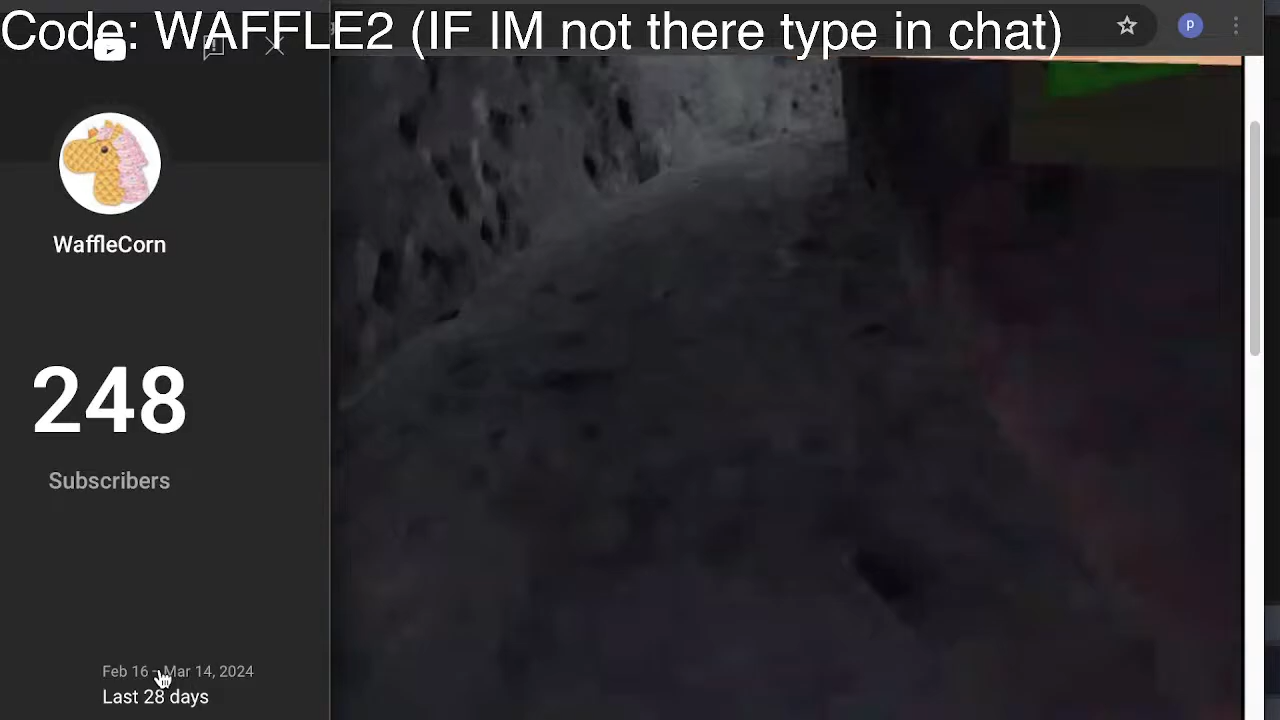 Code: WAFFLE2 (IF IM not there type in chat)
P
WaffleCorn
248
Subscribers
Feb 16 - Mar 14, 2024
Last 28 days